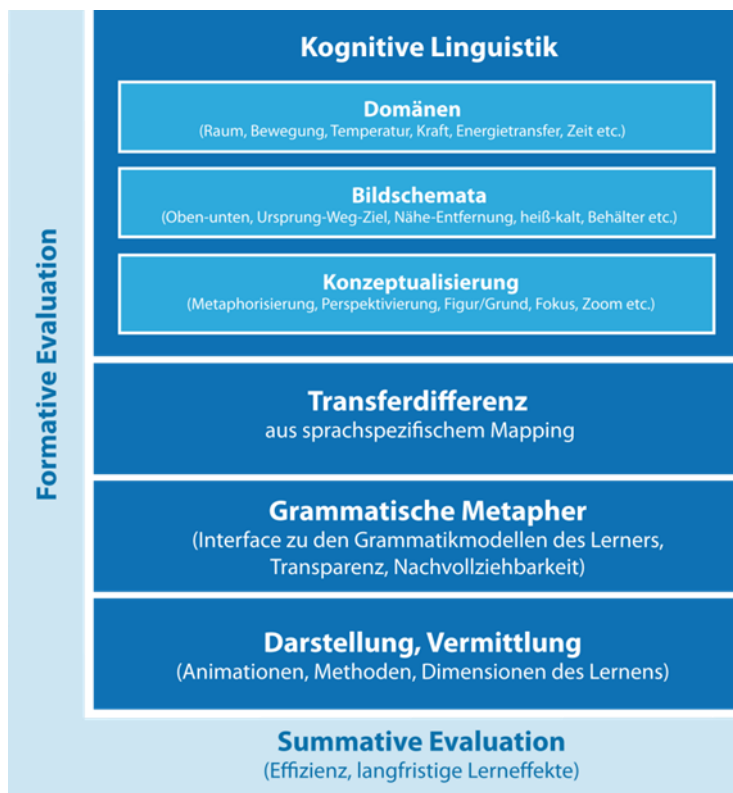 Formative Evaluation
Kognitive Linguistik
Domänen
(Raum, Bewegung, Temperatur, Kraft, Energietransfer, Zeit etc.)
Bildschemata
(Oben-unten, Ursprung-Weg-Ziel, Nähe-Entfernung, heiß-kalt, Behälter etc.)
Konzeptualisierung
(Metaphorisierung, Perspektivierung, Figur/Grund, Fokus, Zoom etc.)
Transferdifferenz
aus sprachspezifischem Mapping
Grammatische Metapher
(Interface zu den Grammatikmodellen des Lerners,
Transparenz, Nachvollziehbarkeit)
Darstellung, Vermittlung
(Animationen, Methoden, Dimensionen des Lernens)
Summative Evaluation
(Effizienz, langfristige Lerneffekte)